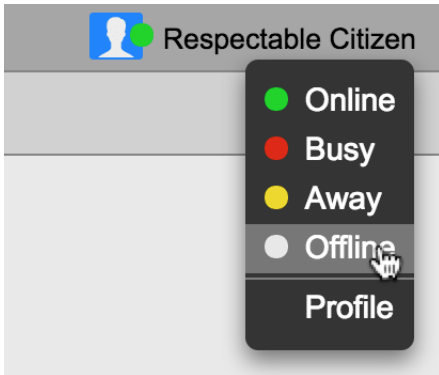 Respectable Citizen
Online
Busy
Away
Offline
Profile